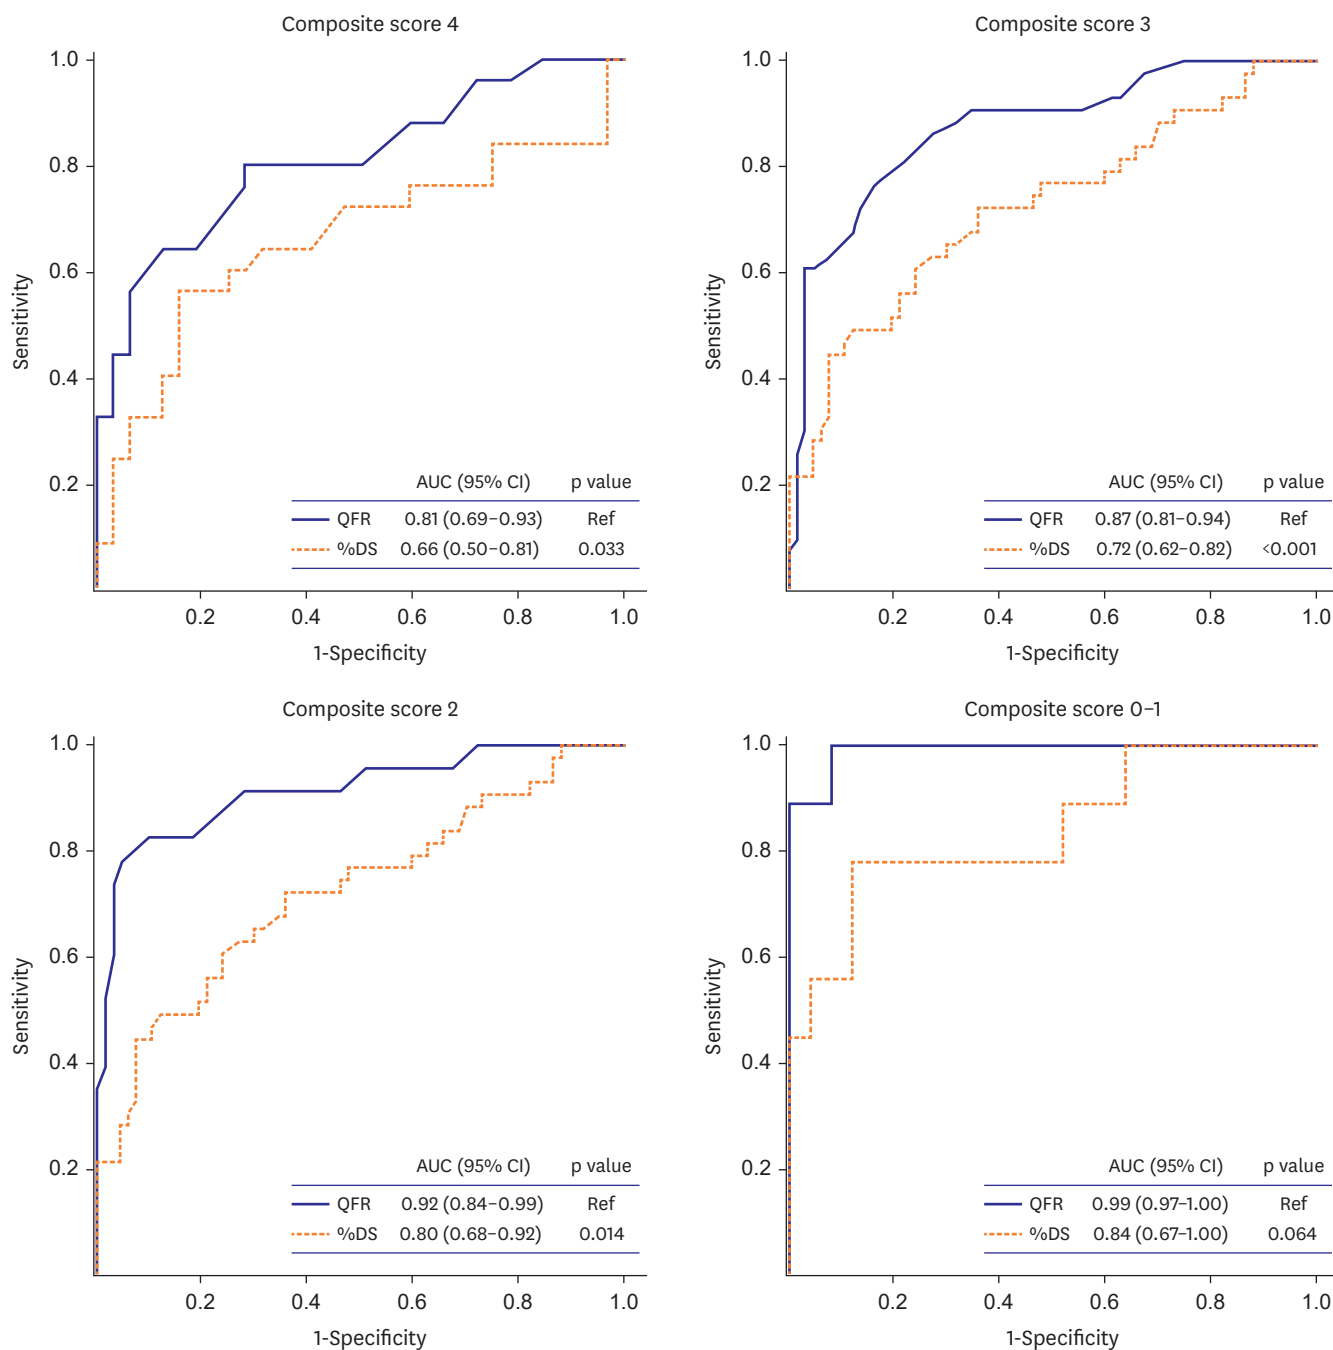 Composite score 4
1.0
0.8
0.6
0.4
0.2
Sensitivity
AUC (95% CI) p value
QFR 0.81 (0.69–0.93) Ref
%DS 0.66 (0.50–0.81) 0.033
0.2 0.4 0.6 0.8 1.0
1-Specificity
Composite score 3
1.0
0.8
0.6
0.4
0.2
Sensitivity
AUC (95% CI) p value
QFR 0.87 (0.81–0.94) Ref
%DS 0.72 (0.62–0.82) <0.001
0.2 0.4 0.6 0.8 1.0
1-Specificity
Composite score 2
1.0
0.8
0.6
0.4
0.2
Sensitivity
AUC (95% CI) p value
QFR 0.92 (0.84–0.99) Ref
%DS 0.80 (0.68–0.92) 0.014
0.2 0.4 0.6 0.8 1.0
1-Specificity
Composite score 0–1
1.0
0.8
0.6
0.4
0.2
Sensitivity
AUC (95% CI) p value
QFR 0.99 (0.97–1.00) Ref
%DS 0.84 (0.67–1.00) 0.064
0.2 0.4 0.6 0.8 1.0
1-Specificity